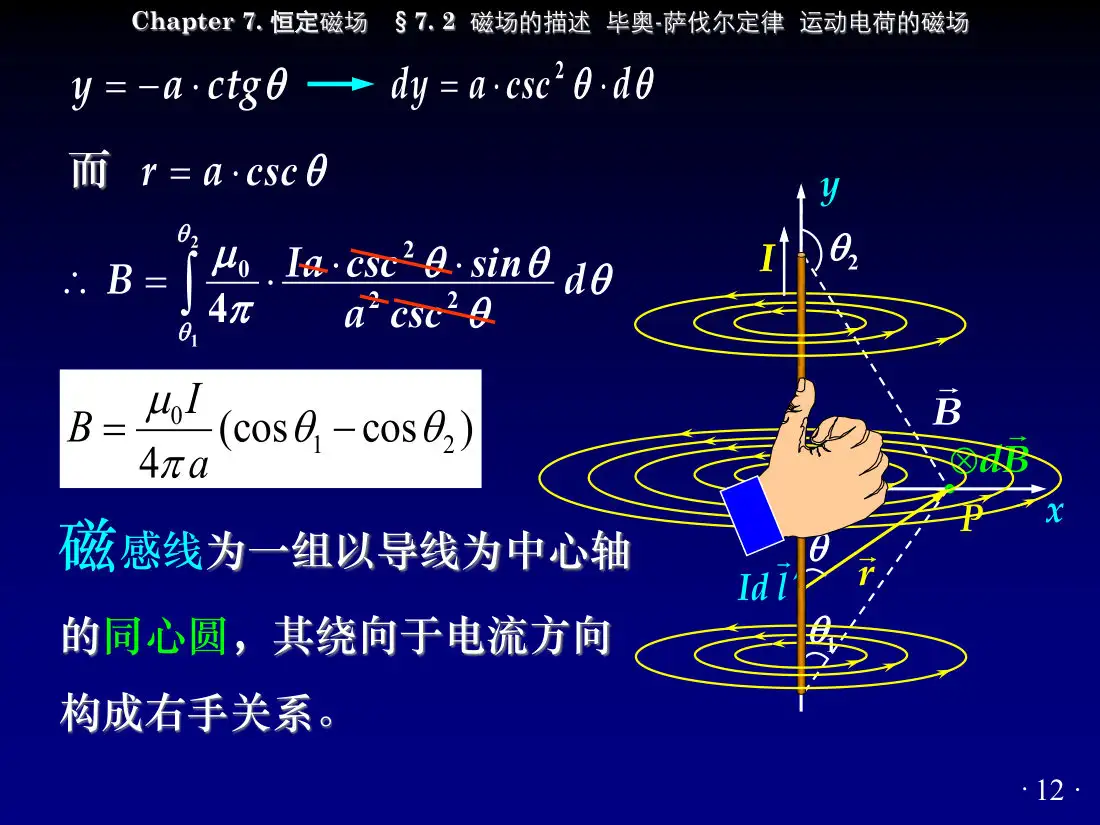 Chapter 7. 恒定磁场 §7. 2 磁场的描述 毕奥-萨伐尔定律 运动电荷的磁场
y = −a · ctgθ → dy = a · csc² θ · dθ
而 r = a · cscθ
∴ B = ∫_{θ₁}^{θ₂} μ₀/4π · (Ia · csc² θ · sinθ)/(a² csc² θ) dθ
B = μ₀I/4πa (cosθ₁ − cosθ₂)
磁感线为一组以导线为中心轴
的同心圆，其绕向于电流方向
构成右手关系。
y
I
θ₂
B⃗
⊗dB⃗
P
x
θ
Id l⃗
r⃗
θ₁
· 12 ·